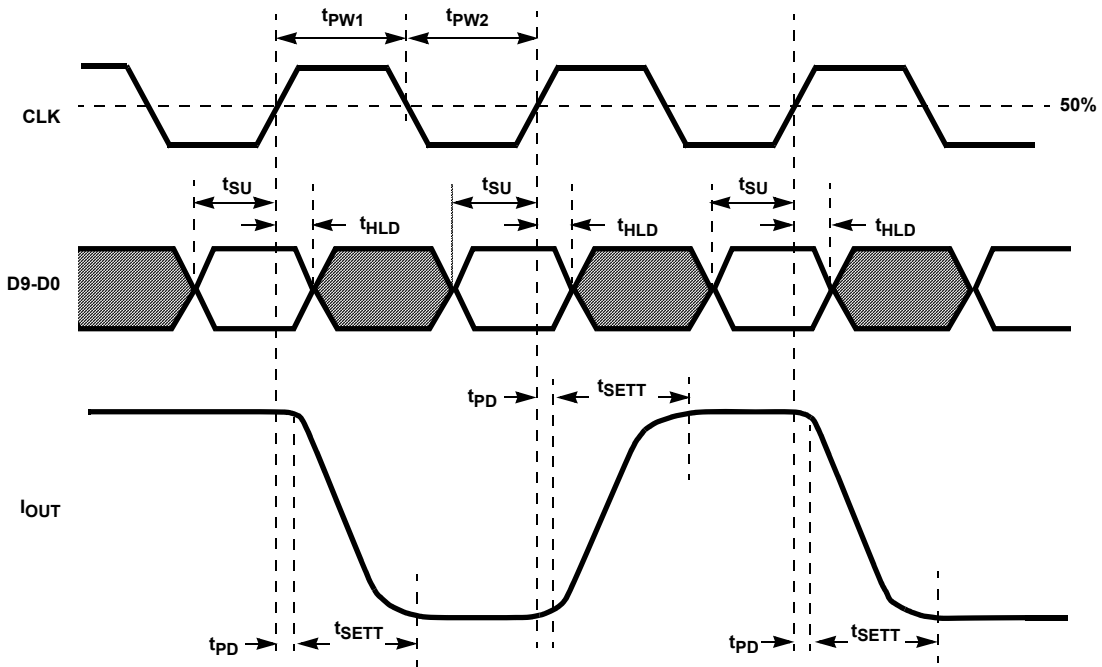 tPW1 tPW2
CLK
50%
tSU tSU tSU
tHLD tHLD tHLD
D9-D0
tPD tSETT
IOUT
tPD tSETT tPD tSETT